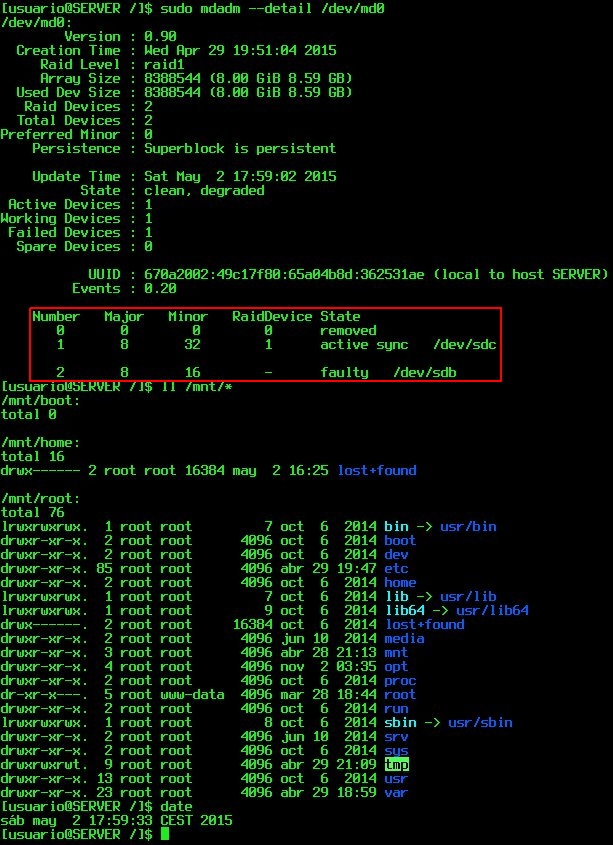 [usuario@SERVER /]$ sudo mdadm --detail /dev/md0
/dev/md0:
Version : 0.90
Creation Time : Wed Apr 29 19:51:04 2015
Raid Level : raid1
Array Size : 8388544 (8.00 GiB 8.59 GB)
Used Dev Size : 8388544 (8.00 GiB 8.59 GB)
Raid Devices : 2
Total Devices : 2
Preferred Minor : 0
Persistence : Superblock is persistent
Update Time : Sat May  2 17:59:02 2015
State : clean, degraded
Active Devices : 1
Working Devices : 1
Failed Devices : 1
Spare Devices : 0
UUID : 670a2002:49c17f80:65a04b8d:362531ae (local to host SERVER)
Events : 0.20
Number Major Minor RaidDevice State
0 0 0 0 removed
1 8 32 1 active sync /dev/sdc
2 8 16 - faulty /dev/sdb
[usuario@SERVER /]$ ll /mnt/*
/mnt/boot:
total 0
/mnt/home:
total 16
drwx------ 2 root root 16384 may  2 16:25 lost+found
/mnt/root:
total 76
lrwxrwxrwx. 1 root root 7 oct 6 2014 bin -> usr/bin
drwxr-xr-x. 2 root root 4096 oct 6 2014 boot
drwxr-xr-x. 2 root root 4096 oct 6 2014 dev
drwxr-xr-x. 85 root root 4096 abr 29 19:47 etc
drwxr-xr-x. 2 root root 4096 oct 6 2014 home
lrwxrwxrwx. 1 root root 7 oct 6 2014 lib -> usr/lib
lrwxrwxrwx. 1 root root 9 oct 6 2014 lib64 -> usr/lib64
drwx------. 2 root root 16384 oct 6 2014 lost+found
drwxr-xr-x. 2 root root 4096 jun 10 2014 media
drwxr-xr-x. 3 root root 4096 abr 28 21:13 mnt
drwxr-xr-x. 4 root root 4096 nov 2 03:35 opt
drwxr-xr-x. 2 root root 4096 oct 6 2014 proc
dr-xr-x---. 5 root www-data 4096 mar 28 18:44 root
drwxr-xr-x. 2 root root 4096 oct 6 2014 run
lrwxrwxrwx. 1 root root 8 oct 6 2014 sbin -> usr/sbin
drwxr-xr-x. 2 root root 4096 jun 10 2014 srv
drwxr-xr-x. 2 root root 4096 oct 6 2014 sys
drwxrwxrwt. 9 root root 4096 abr 29 21:09 tmp
drwxr-xr-x. 13 root root 4096 oct 6 2014 usr
drwxr-xr-x. 23 root root 4096 abr 29 18:59 var
[usuario@SERVER /]$ date
sáb may  2 17:59:33 CEST 2015
[usuario@SERVER /]$